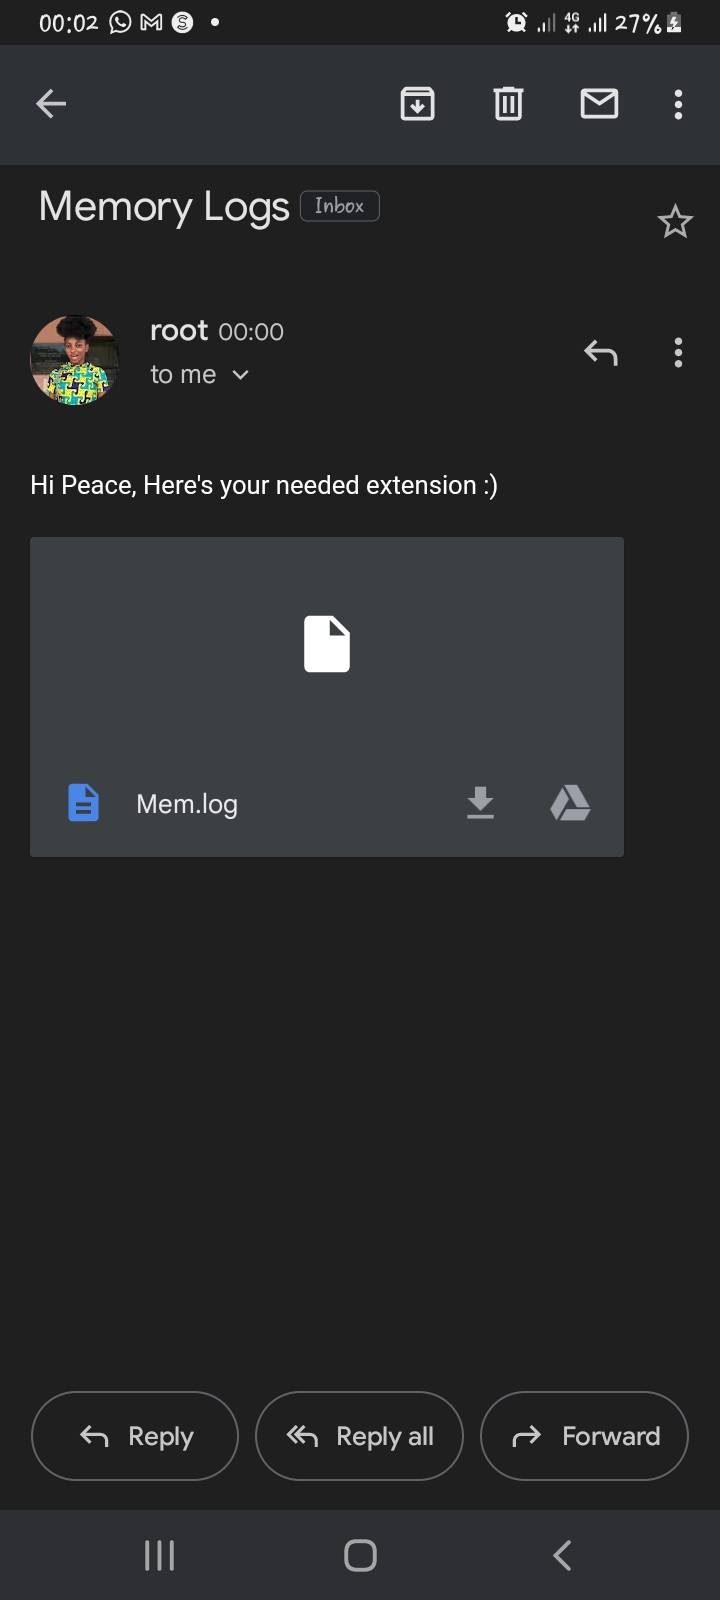 00:02 4G 27%
Memory Logs Inbox
root 00:00
to me
Hi Peace, Here's your needed extension :)
Mem.log
Reply Reply all Forward